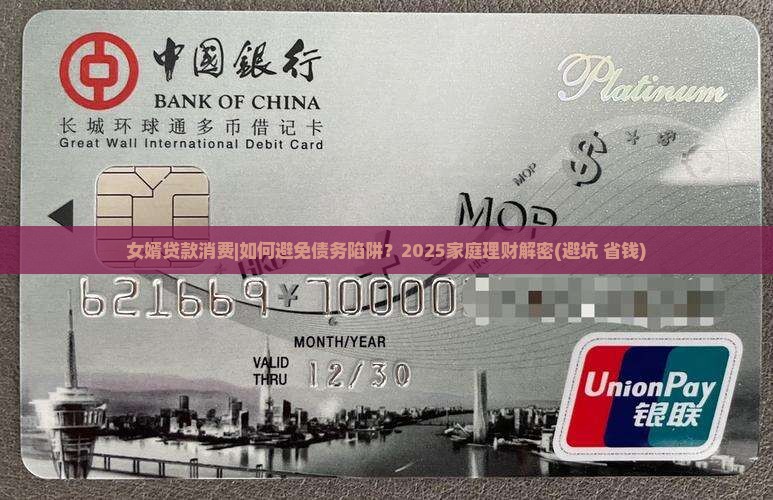 中國銀行
BANK OF CHINA
长城环球通多币借记卡
Great Wall International Debit Card
Platinum
$ ¥
MOP
MOP
女婿贷款消费|如何避免债务陷阱？2025家庭理财解密(避坑 省钱)
621669 ¥ 70000
MONTH/YEAR
VALID
THRU
12/30
UnionPay
银联